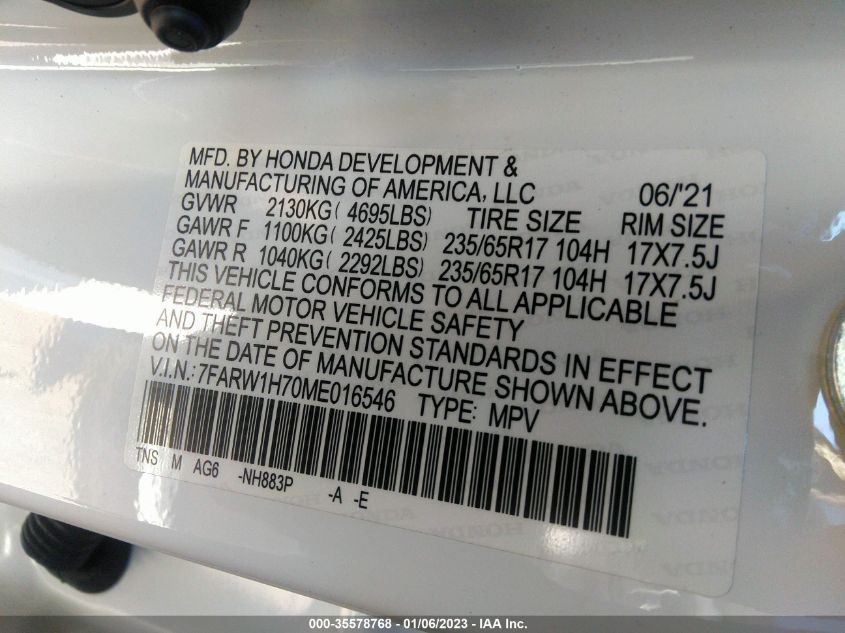 MFD. BY HONDA DEVELOPMENT &
MANUFACTURING OF AMERICA, LLC 06/'21
GVWR 2130KG( 4695LBS) TIRE SIZE RIM SIZE
GAWR F 1100KG( 2425LBS) 235/65R17 104H 17X7.5J
GAWR R 1040KG( 2292LBS) 235/65R17 104H 17X7.5J
THIS VEHICLE CONFORMS TO ALL APPLICABLE
FEDERAL MOTOR VEHICLE SAFETY
AND THEFT PREVENTION STANDARDS IN EFFECT
ON THE DATE OF MANUFACTURE SHOWN ABOVE.
V.I.N.: 7FARW1H70ME016546 TYPE: MPV
TNS M AG6 -NH883P -A -E
000-35578768 - 01/06/2023 - IAA Inc.